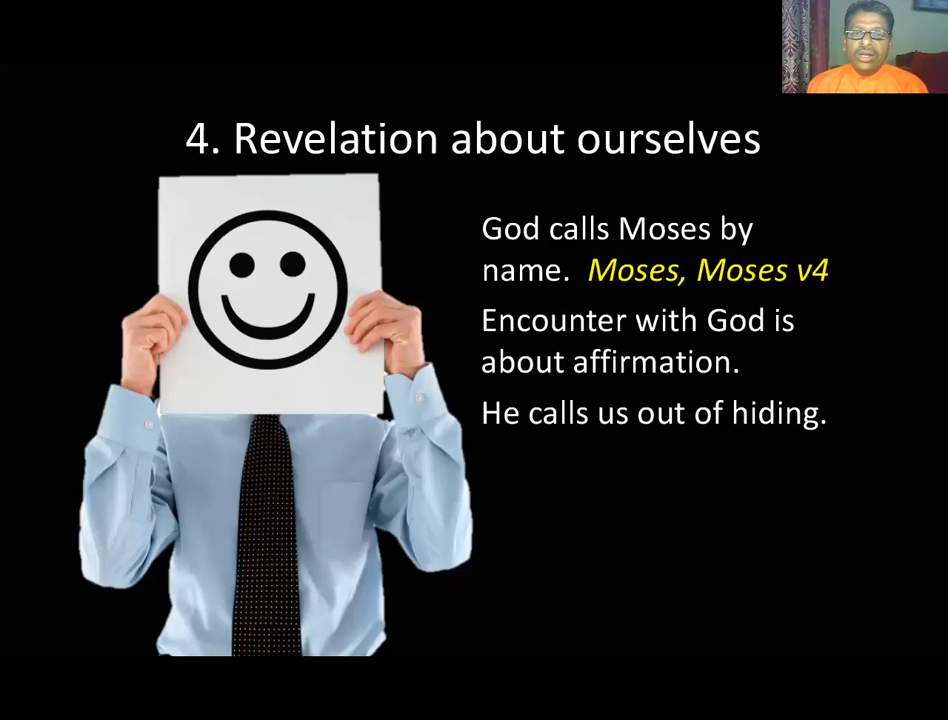 4. Revelation about ourselves
God calls Moses by
name. Moses, Moses v4
Encounter with God is
about affirmation.
He calls us out of hiding.